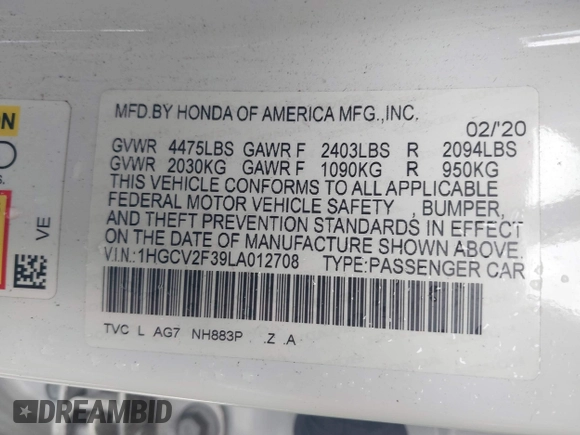 ON
s.
VE
MFD.BY HONDA OF AMERICA MFG.,INC.
02/'20
GVWR 4475LBS GAWR F 2403LBS R 2094LBS
GVWR 2030KG GAWR F 1090KG R 950KG
THIS VEHICLE CONFORMS TO ALL APPLICABLE
FEDERAL MOTOR VEHICLE SAFETY , BUMPER,
AND THEFT PREVENTION STANDARDS IN EFFECT
ON THE DATE OF MANUFACTURE SHOWN ABOVE.
V.I.N.:1HGCV2F39LA012708 TYPE:PASSENGER CAR
TVC L AG7 NH883P . .Z .A
DREAMBID